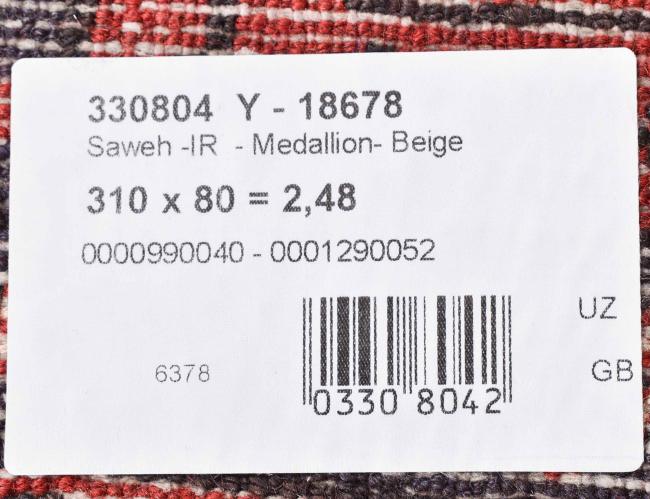 330804 Y - 18678
Saweh -IR - Medallion- Beige
310 x 80 = 2,48
0000990040 - 0001290052
UZ
6378
GB
0330 8042